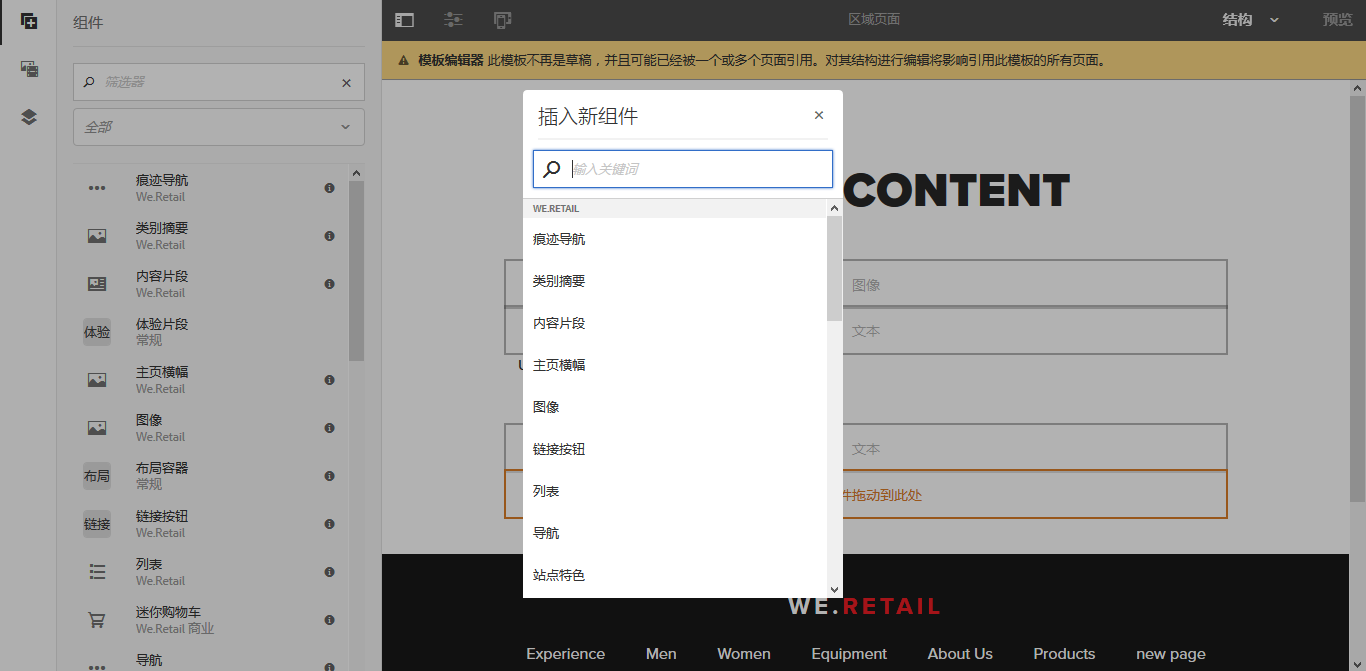 组件
筛选器
全部
痕迹导航
We.Retail
类别摘要
We.Retail
内容片段
We.Retail
体验
体验片段
常规
主页横幅
We.Retail
图像
We.Retail
布局
布局容器
常规
链接
链接按钮
We.Retail
列表
We.Retail
迷你购物车
We.Retail 商业
导航
区域页面
结构
预览
模板编辑器 此模板不再是草稿，并且可能已经被一个或多个页面引用。对其结构进行编辑将影响引用此模板的所有页面。
插入新组件
输入关键词
WE.RETAIL
痕迹导航
类别摘要
内容片段
主页横幅
图像
链接按钮
列表
导航
站点特色
CONTENT
图像
文本
文本
件拖动到此处
WE.RETAIL
Experience Men Women Equipment About Us Products new page